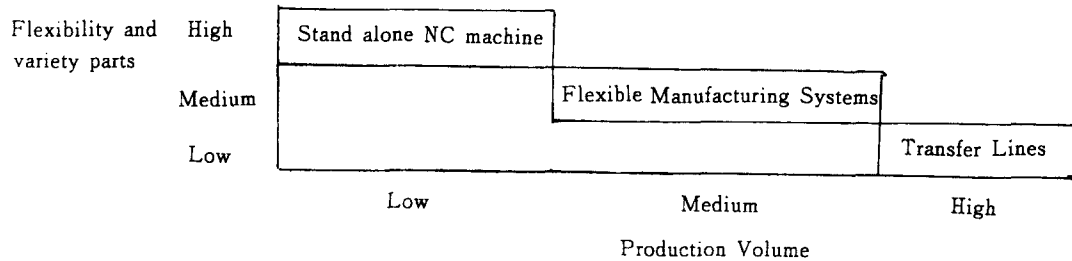 Flexibility and
variety parts
High
Stand alone NC machine
Medium
Flexible Manufacturing Systems
Low
Transfer Lines
Low
Medium
High
Production Volume